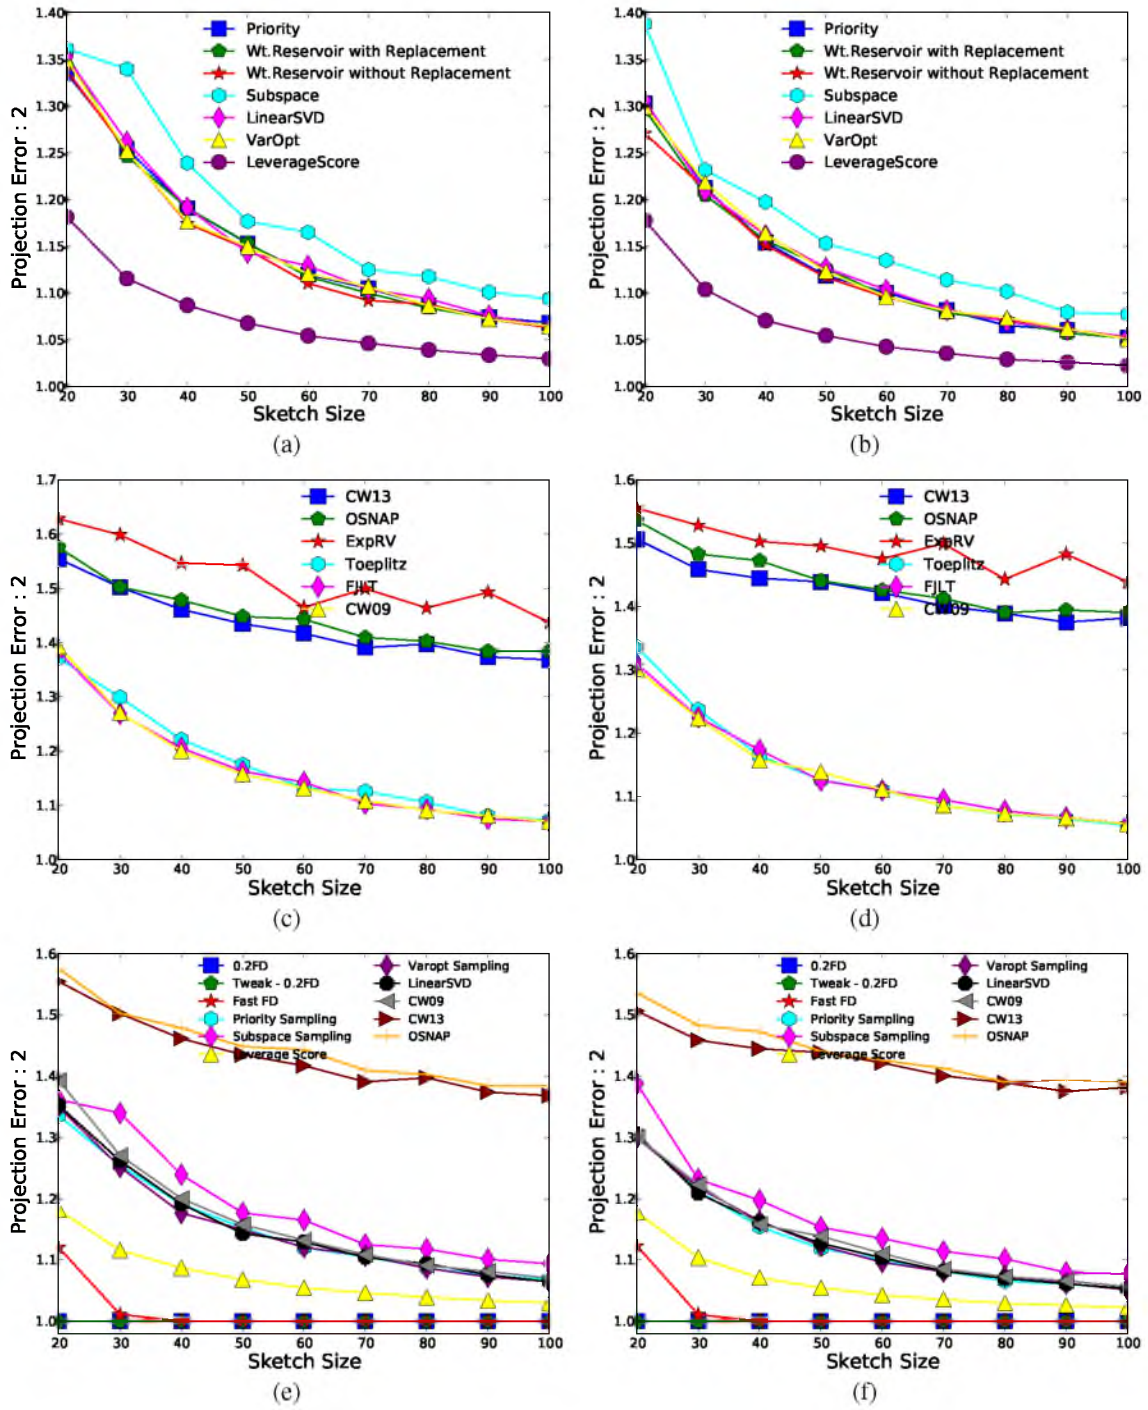 1.40
1.35
1.30
1.25
1.20
1.15
1.10
1.05
1.00
Projection Error : 2
Priority
Wt.Reservoir with Replacement
Wt.Reservoir without Replacement
Subspace
LinearSVD
VarOpt
LeverageScore
20 30 40 50 60 70 80 90 100
Sketch Size
(a)
1.40
1.35
1.30
1.25
1.20
1.15
1.10
1.05
1.00
Projection Error : 2
Priority
Wt.Reservoir with Replacement
Wt.Reservoir without Replacement
Subspace
LinearSVD
VarOpt
LeverageScore
20 30 40 50 60 70 80 90 100
Sketch Size
(b)
1.7
1.6
1.5
1.4
1.3
1.2
1.1
1.0
Projection Error : 2
CW13
OSNAP
ExpRV
Toeplitz
FJLT
CW09
20 30 40 50 60 70 80 90 100
Sketch Size
(c)
1.6
1.5
1.4
1.3
1.2
1.1
1.0
Projection Error : 2
CW13
OSNAP
ExpRV
Toeplitz
FJLT
CW09
20 30 40 50 60 70 80 90 100
Sketch Size
(d)
1.6
1.5
1.4
1.3
1.2
1.1
1.0
Projection Error : 2
0.2FD
Tweak - 0.2FD
Fast FD
Priority Sampling
Subspace Sampling
Leverage Score
Varopt Sampling
LinearSVD
CW09
CW13
OSNAP
20 30 40 50 60 70 80 90 100
Sketch Size
(e)
1.6
1.5
1.4
1.3
1.2
1.1
1.0
Projection Error : 2
0.2FD
Tweak - 0.2FD
Fast FD
Priority Sampling
Subspace Sampling
Leverage Score
Varopt Sampling
LinearSVD
CW09
CW13
OSNAP
20 30 40 50 60 70 80 90 100
Sketch Size
(f)